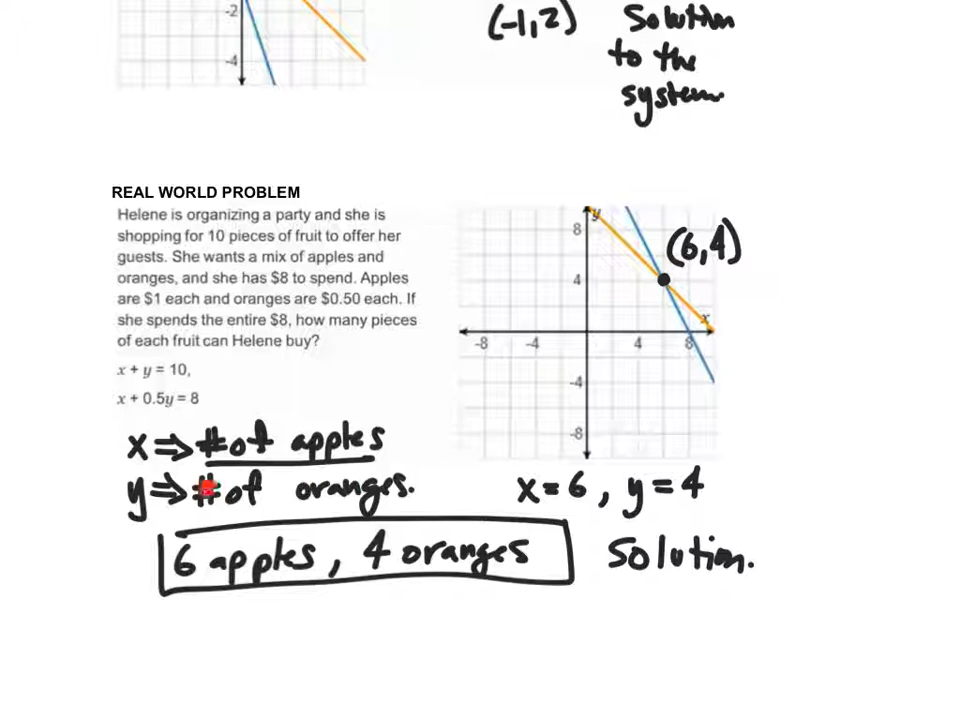 -2
-4
(-1,2) Solution
to the
system.
REAL WORLD PROBLEM
Helene is organizing a party and she is
shopping for 10 pieces of fruit to offer her
guests. She wants a mix of apples and
oranges, and she has $8 to spend. Apples
are $1 each and oranges are $0.50 each. If
she spends the entire $8, how many pieces
of each fruit can Helene buy?
x + y = 10,
x + 0.5y = 8
y
8
(6,4)
4
x
-8 -4 4 8
-4
-8
x ⇒ # of apples
y ⇒ # of oranges.
x = 6, y = 4
6 apples, 4 oranges
Solution.